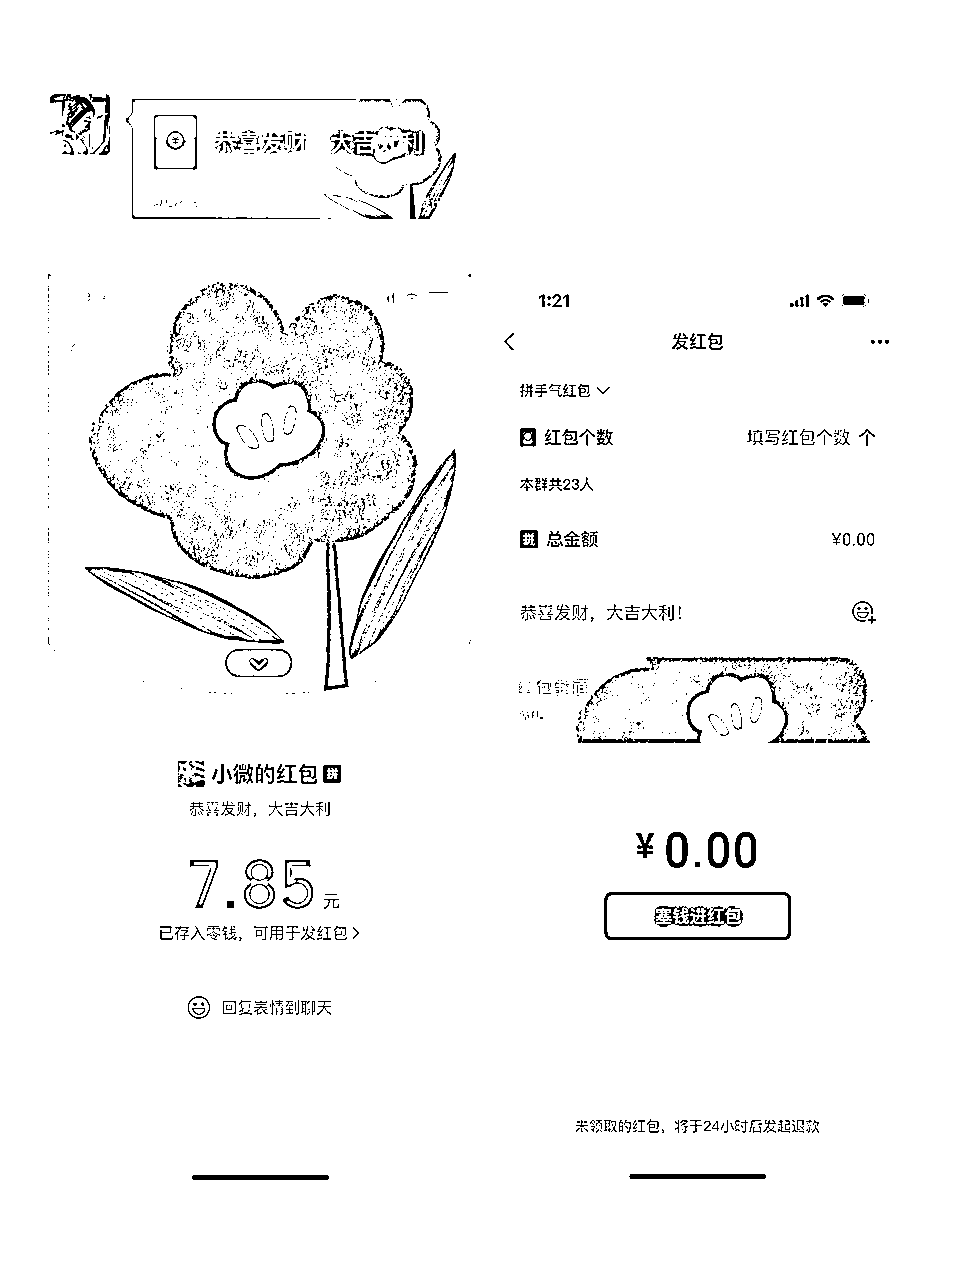 恭喜发财 大吉大利
小微的红包 拼
恭喜发财，大吉大利
7.85 元
已存入零钱，可用于发红包
回复表情到聊天
1:21
发红包
拼手气红包
红包个数 填写红包个数 个
本群共23人
拼 总金额 ¥0.00
恭喜发财，大吉大利！
红包封面
¥ 0.00
塞钱进红包
未领取的红包，将于24小时后发起退款